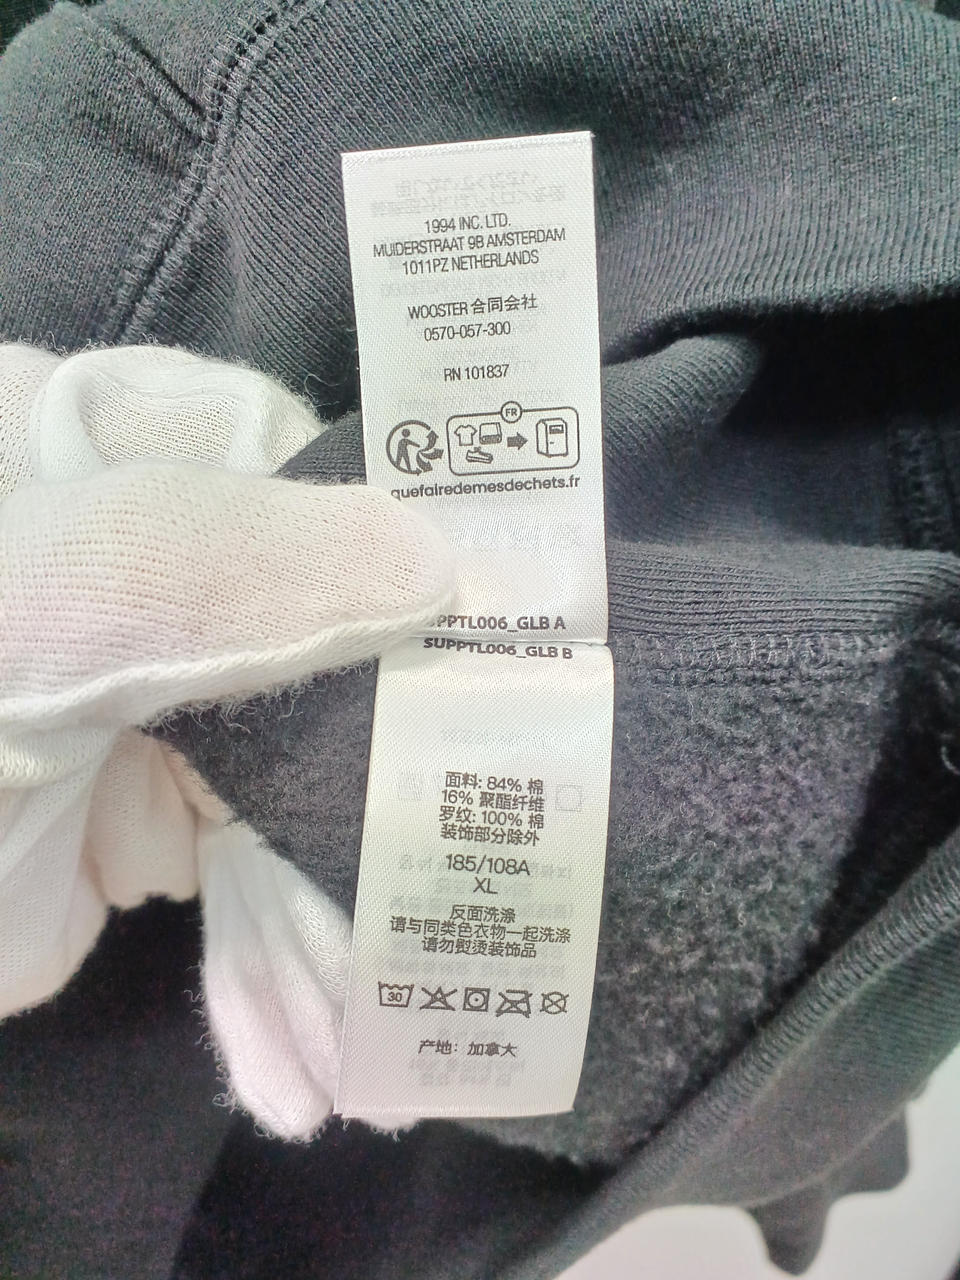 1994 INC. LTD.
MUIDERSTRAAT 9B AMSTERDAM
1011PZ NETHERLANDS
WOOSTER 合同会社
0570-057-300
RN 101837
FR
quefairedemesdechets.fr
UPPTL006_GLB A
SUPPTL006_GLB B
面料: 84% 棉
16% 聚酯纤维
罗纹: 100% 棉
装饰部分除外
185/108A
XL
反面洗涤
请与同类色衣物一起洗涤
请勿熨烫装饰品
30
产地: 加拿大